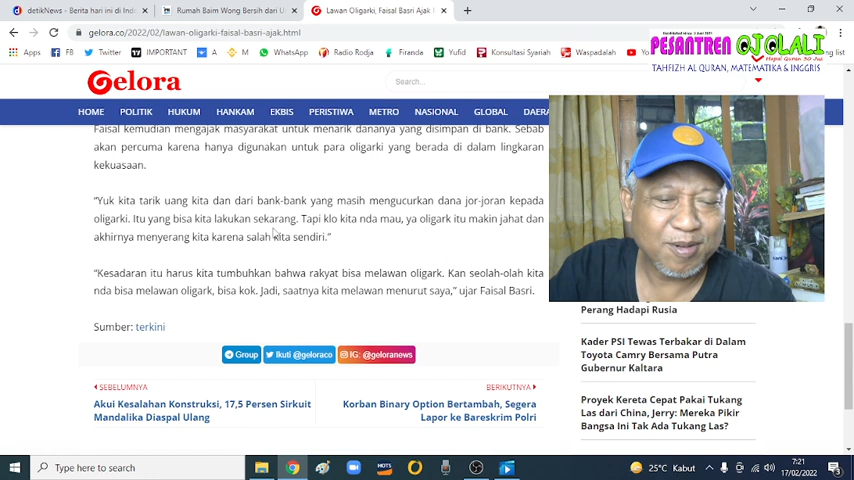 detikNews - Berita hari ini di Indo
Rumah Baim Wong Bersih dari U
Lawan Oligarki, Faisal Basri Ajak
gelora.co/2022/02/lawan-oligarki-faisal-basri-ajak.html
Apps
FB
Twitter
IMPORTANT
A
M
WhatsApp
Radio Rodja
Firanda
Yufid
Konsultasi Syariah
Waspadalah
PESANTREN OJOLALI
Hapal Quran 30 Juz
TAHFIZH AL QURAN, MATEMATIKA & INGGRIS
Gelora
Search...
HOME POLITIK HUKUM HANKAM EKBIS PERISTIWA METRO NASIONAL GLOBAL DAERA
Faisal kemudian mengajak masyarakat untuk menarik dananya yang disimpan di bank. Sebab
akan percuma karena hanya digunakan untuk para oligarki yang berada di dalam lingkaran
kekuasaan.
“Yuk kita tarik uang kita dan dari bank-bank yang masih mengucurkan dana jor-joran kepada
oligarki. Itu yang bisa kita lakukan sekarang. Tapi klo kita nda mau, ya oligark itu makin jahat dan
akhirnya menyerang kita karena salah kita sendiri.”
“Kesadaran itu harus kita tumbuhkan bahwa rakyat bisa melawan oligark. Kan seolah-olah kita
nda bisa melawan oligark, bisa kok. Jadi, saatnya kita melawan menurut saya,” ujar Faisal Basri.
Sumber: terkini
Group
Ikuti @geloraco
IG: @geloranews
SEBELUMNYA
Akui Kesalahan Konstruksi, 17,5 Persen Sirkuit
Mandalika Diaspal Ulang
BERIKUTNYA
Korban Binary Option Bertambah, Segera
Lapor ke Bareskrim Polri
Perang Hadapi Rusia
Kader PSI Tewas Terbakar di Dalam
Toyota Camry Bersama Putra
Gubernur Kaltara
Proyek Kereta Cepat Pakai Tukang
Las dari China, Jerry: Mereka Pikir
Bangsa Ini Tak Ada Tukang Las?
Type here to search
HOTS
25°C Kabut
7:21
17/02/2022
3